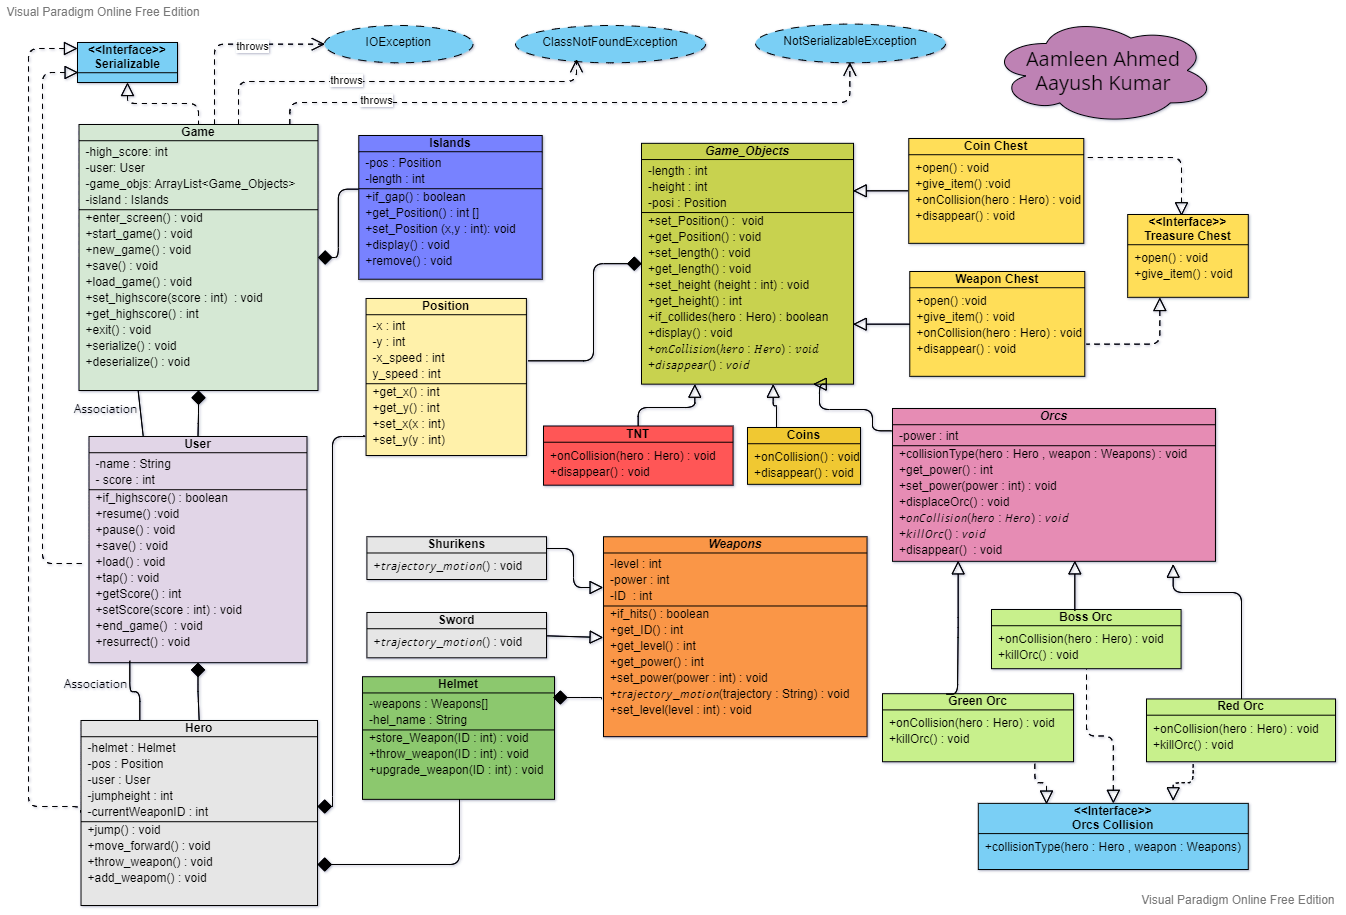 Visual Paradigm Online Free Edition
<<Interface>>
Serializable
throws
IOException
ClassNotFoundException
NotSerializableException
throws
throws
Aamleen Ahmed
Aayush Kumar
Game
-high_score: int
-user: User
-game_objs: ArrayList<Game_Objects>
-island : Islands
+enter_screen() : void
+start_game() : void
+new_game() : void
+save() : void
+load_game() : void
+set_highscore(score : int)  : void
+get_highscore() : int
+exit() : void
+serialize() : void
+deserialize() : void
Islands
-pos : Position
-length : int
+if_gap() : boolean
+get_Position() : int []
+set_Position (x,y : int): void
+display() : void
+remove() : void
Game_Objects
-length : int
-height : int
-posi : Position
+set_Position() :  void
+get_Position() : void
+set_length() : void
+get_length() : void
+set_height (height : int) : void
+get_height() : int
+if_collides(hero : Hero) : boolean
+display() : void
+onCollision(hero : Hero) : void
+disappear() : void
Coin Chest
+open() : void
+give_item() :void
+onCollision(hero : Hero) : void
+disappear() : void
<<Interface>>
Treasure Chest
+open() : void
+give_item() : void
Weapon Chest
+open() :void
+give_item() : void
+onCollision(hero : Hero) : void
+disappear() : void
Position
-x : int
-y : int
-x_speed : int
y_speed : int
+get_x() : int
+get_y() : int
+set_x(x : int)
+set_y(y : int)
Association
User
-name : String
- score : int
+if_highscore() : boolean
+resume() :void
+pause() : void
+save() : void
+load() : void
+tap() : void
+getScore() : int
+setScore(score : int) : void
+end_game()  : void
+resurrect() : void
TNT
+onCollision(hero : Hero) : void
+disappear() : void
Coins
+onCollision() : void
+disappear() : void
Orcs
-power : int
+collisionType(hero : Hero , weapon : Weapons) : void
+get_power() : int
+set_power(power : int) : void
+displaceOrc() : void
+onCollision(hero : Hero) : void
+killOrc() : void
+disappear()  : void
Shurikens
+trajectory_motion() : void
Sword
+trajectory_motion() : void
Weapons
-level : int
-power : int
-ID  : int
+if_hits() : boolean
+get_ID() : int
+get_level() : int
+get_power() : int
+set_power(power : int) : void
+trajectory_motion(trajectory : String) : void
+set_level(level : int) : void
Helmet
-weapons : Weapons[]
-hel_name : String
+store_Weapon(ID : int) : void
+throw_weapon(ID : int) : void
+upgrade_weapon(ID : int) : void
Association
Hero
-helmet : Helmet
-pos : Position
-user : User
-jumpheight : int
-currentWeaponID : int
+jump() : void
+move_forward() : void
+throw_weapon() : void
+add_weapom() : void
Boss Orc
+onCollision(hero : Hero) : void
+killOrc() : void
Green Orc
+onCollision(hero : Hero) : void
+killOrc() : void
Red Orc
+onCollision(hero : Hero) : void
+killOrc() : void
<<Interface>>
Orcs Collision
+collisionType(hero : Hero , weapon : Weapons)
Visual Paradigm Online Free Edition